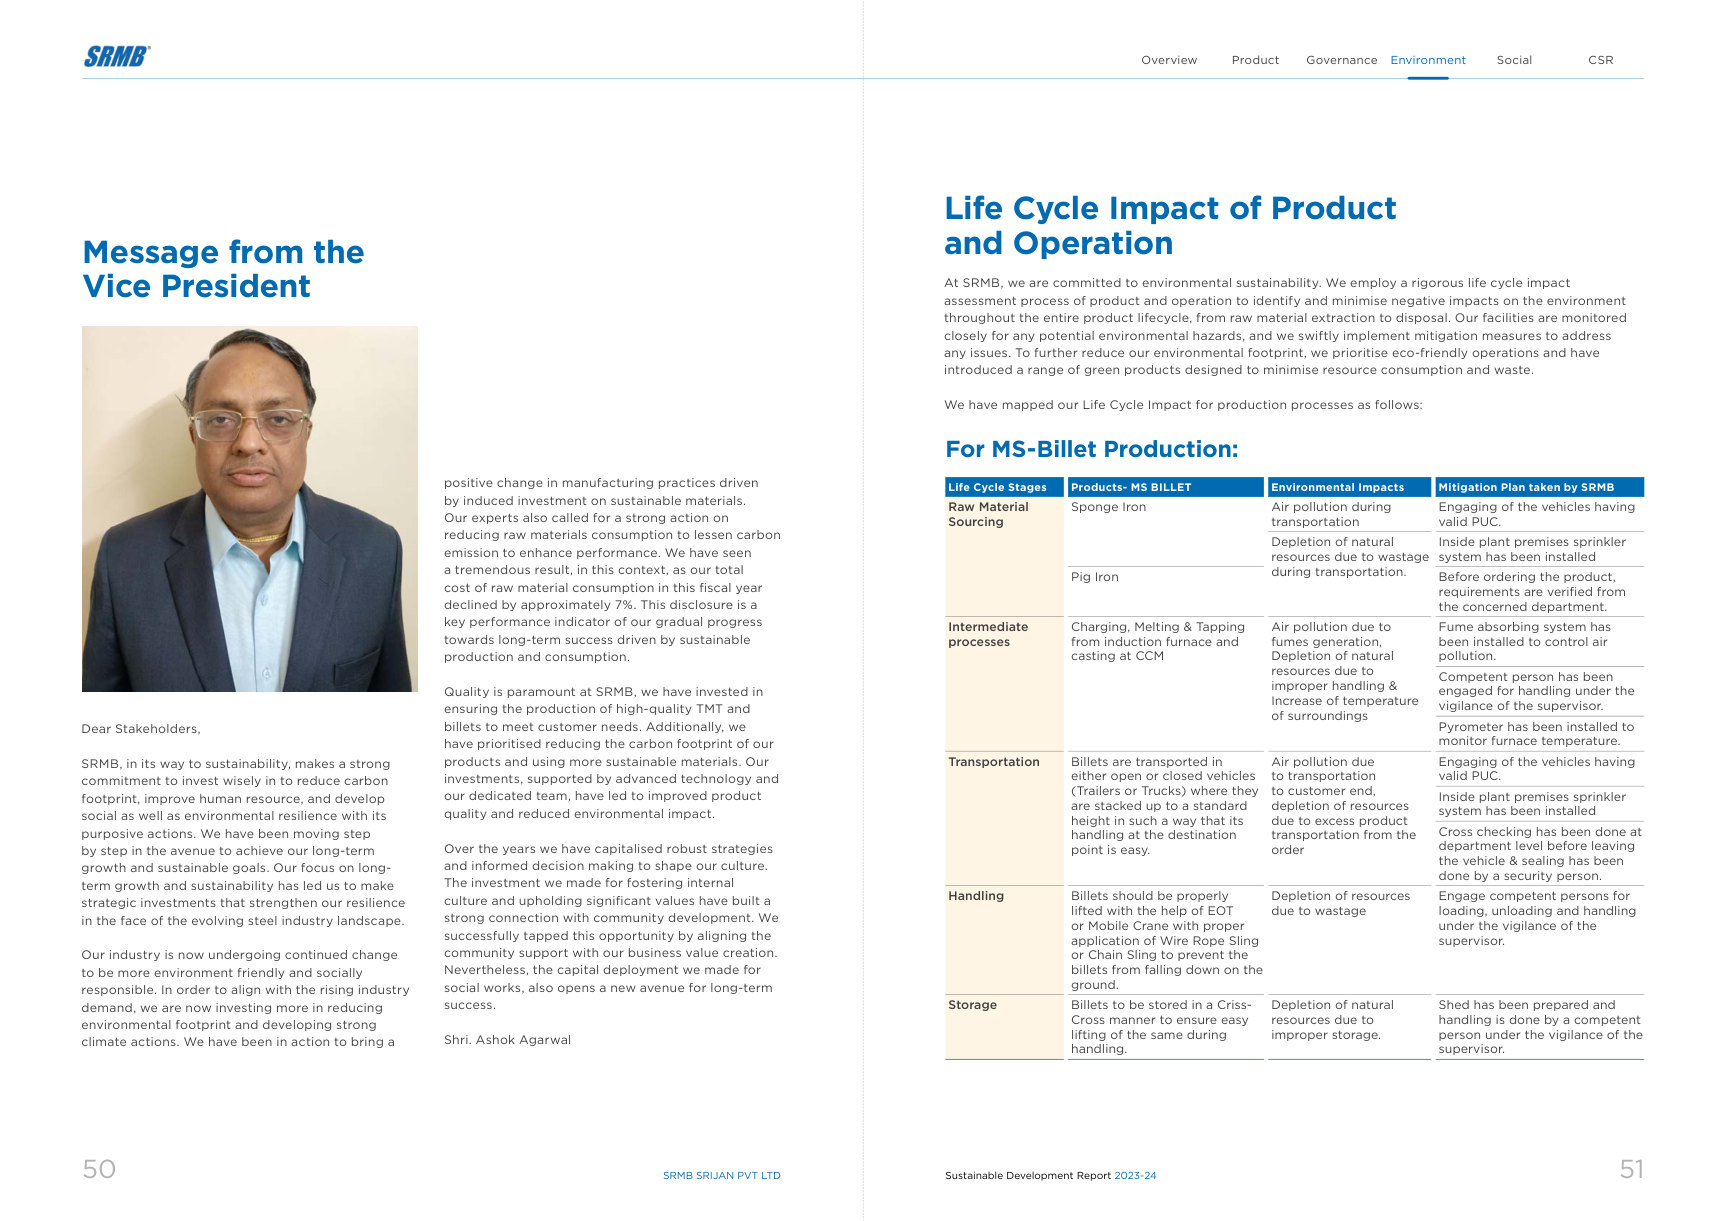 SRMB
Overview Product Governance Environment Social CSR
Message from the
Vice President
Dear Stakeholders,
SRMB, in its way to sustainability, makes a strong
commitment to invest wisely in to reduce carbon
footprint, improve human resource, and develop
social as well as environmental resilience with its
purposive actions. We have been moving step
by step in the avenue to achieve our long-term
growth and sustainable goals. Our focus on long-
term growth and sustainability has led us to make
strategic investments that strengthen our resilience
in the face of the evolving steel industry landscape.
Our industry is now undergoing continued change
to be more environment friendly and socially
responsible. In order to align with the rising industry
demand, we are now investing more in reducing
environmental footprint and developing strong
climate actions. We have been in action to bring a
positive change in manufacturing practices driven
by induced investment on sustainable materials.
Our experts also called for a strong action on
reducing raw materials consumption to lessen carbon
emission to enhance performance. We have seen
a tremendous result, in this context, as our total
cost of raw material consumption in this fiscal year
declined by approximately 7%. This disclosure is a
key performance indicator of our gradual progress
towards long-term success driven by sustainable
production and consumption.
Quality is paramount at SRMB, we have invested in
ensuring the production of high-quality TMT and
billets to meet customer needs. Additionally, we
have prioritised reducing the carbon footprint of our
products and using more sustainable materials. Our
investments, supported by advanced technology and
our dedicated team, have led to improved product
quality and reduced environmental impact.
Over the years we have capitalised robust strategies
and informed decision making to shape our culture.
The investment we made for fostering internal
culture and upholding significant values have built a
strong connection with community development. We
successfully tapped this opportunity by aligning the
community support with our business value creation.
Nevertheless, the capital deployment we made for
social works, also opens a new avenue for long-term
success.
Shri. Ashok Agarwal
50
SRMB SRIJAN PVT LTD
Life Cycle Impact of Product
and Operation
At SRMB, we are committed to environmental sustainability. We employ a rigorous life cycle impact
assessment process of product and operation to identify and minimise negative impacts on the environment
throughout the entire product lifecycle, from raw material extraction to disposal. Our facilities are monitored
closely for any potential environmental hazards, and we swiftly implement mitigation measures to address
any issues. To further reduce our environmental footprint, we prioritise eco-friendly operations and have
introduced a range of green products designed to minimise resource consumption and waste.
We have mapped our Life Cycle Impact for production processes as follows:
For MS-Billet Production:
Life Cycle Stages
Products- MS BILLET
Environmental Impacts
Mitigation Plan taken by SRMB
Raw Material
Sourcing
Sponge Iron
Pig Iron
Air pollution during
transportation
Depletion of natural
resources due to wastage
during transportation.
Engaging of the vehicles having
valid PUC.
Inside plant premises sprinkler
system has been installed
Before ordering the product,
requirements are verified from
the concerned department.
Intermediate
processes
Charging, Melting & Tapping
from induction furnace and
casting at CCM
Air pollution due to
fumes generation,
Depletion of natural
resources due to
improper handling &
Increase of temperature
of surroundings
Fume absorbing system has
been installed to control air
pollution.
Competent person has been
engaged for handling under the
vigilance of the supervisor.
Pyrometer has been installed to
monitor furnace temperature.
Transportation
Billets are transported in
either open or closed vehicles
(Trailers or Trucks) where they
are stacked up to a standard
height in such a way that its
handling at the destination
point is easy.
Air pollution due
to transportation
to customer end,
depletion of resources
due to excess product
transportation from the
order
Engaging of the vehicles having
valid PUC.
Inside plant premises sprinkler
system has been installed
Cross checking has been done at
department level before leaving
the vehicle & sealing has been
done by a security person.
Handling
Billets should be properly
lifted with the help of EOT
or Mobile Crane with proper
application of Wire Rope Sling
or Chain Sling to prevent the
billets from falling down on the
ground.
Depletion of resources
due to wastage
Engage competent persons for
loading, unloading and handling
under the vigilance of the
supervisor.
Storage
Billets to be stored in a Criss-
Cross manner to ensure easy
lifting of the same during
handling.
Depletion of natural
resources due to
improper storage.
Shed has been prepared and
handling is done by a competent
person under the vigilance of the
supervisor.
Sustainable Development Report 2023-24
51